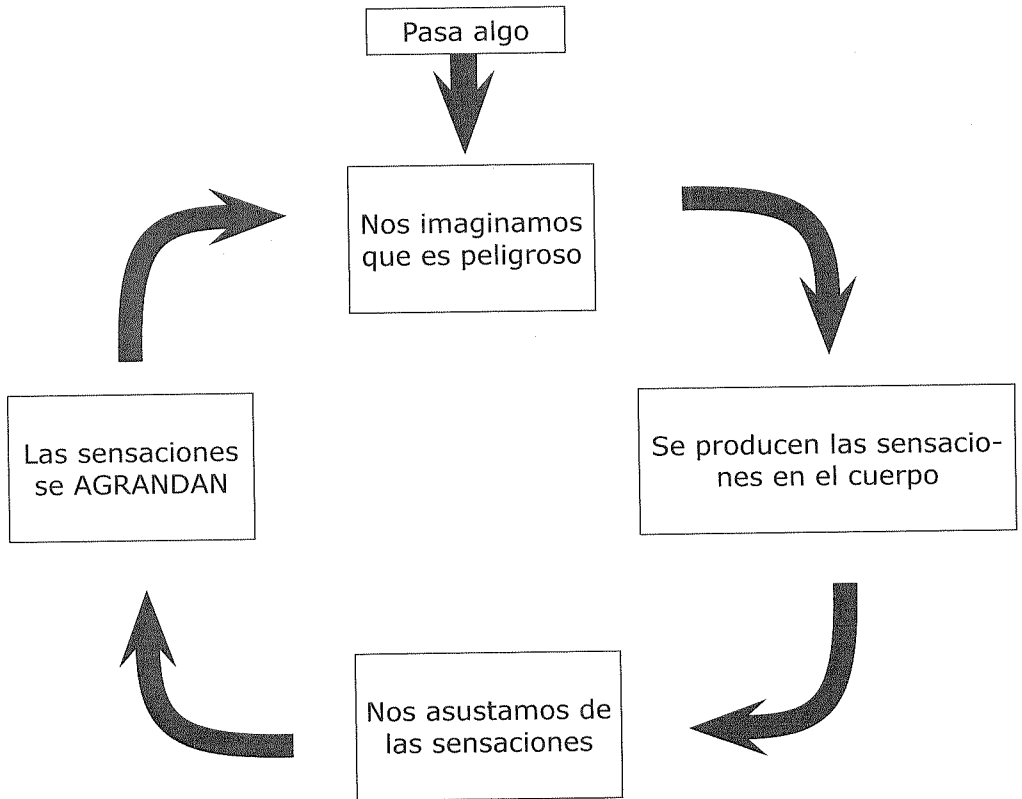 Pasa algo
Nos imaginamos
que es peligroso
Se producen las sensacio-
nes en el cuerpo
Nos asustamos de
las sensaciones
Las sensaciones
se AGRANDAN